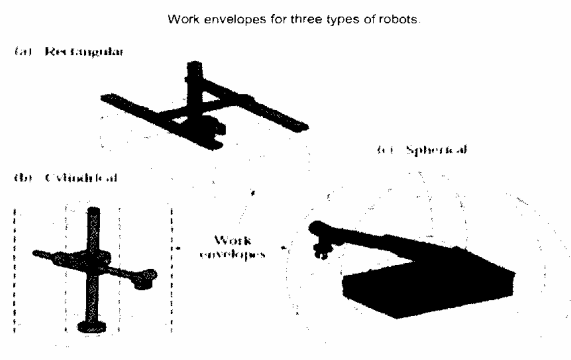 Work envelopes for three types of robots.
(a) Rectangular
(c) Spherical
(b) Cylindrical
Work
envelopes